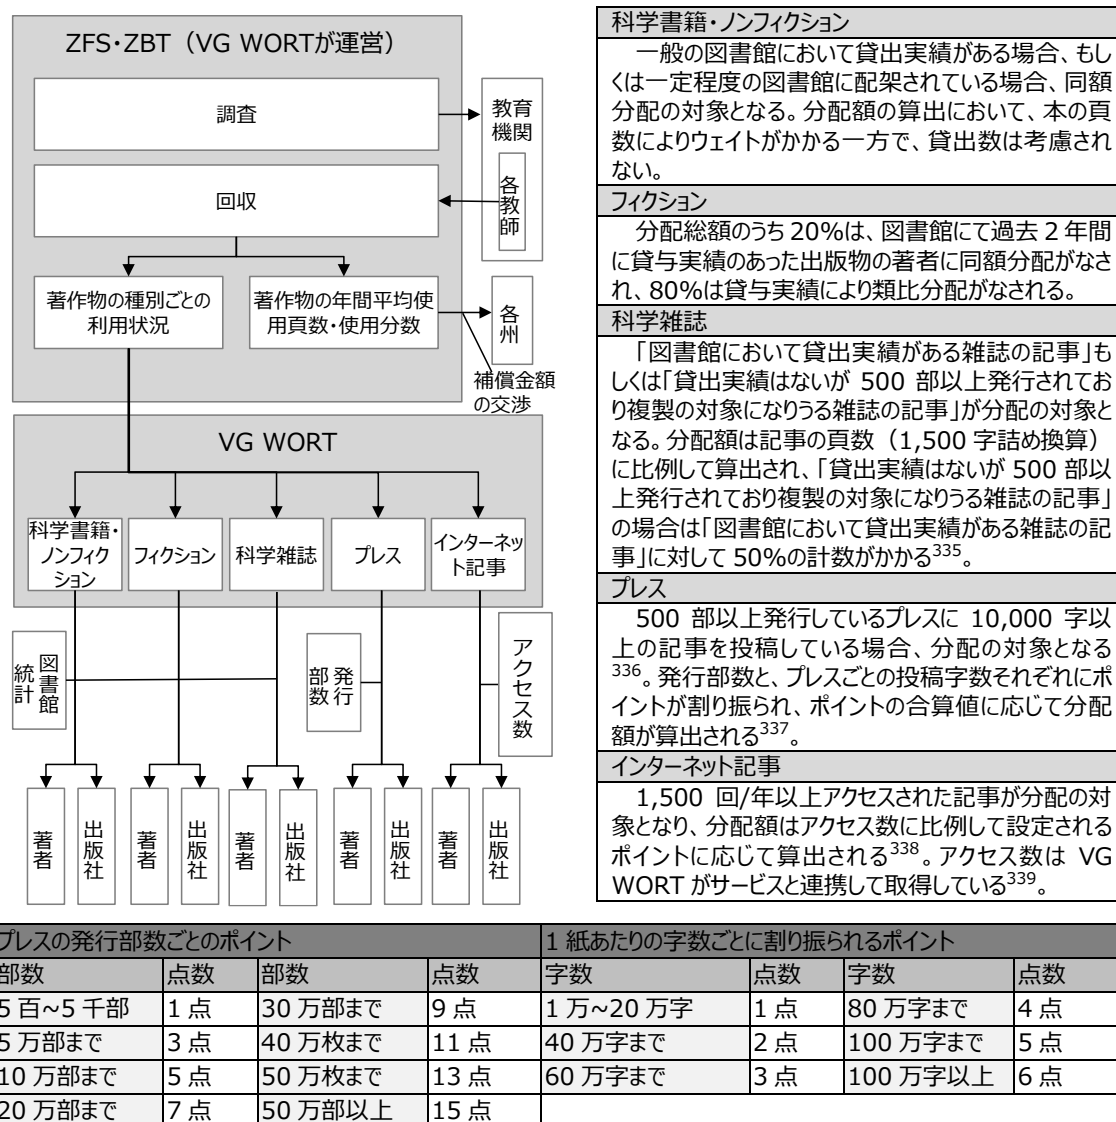 ZFS・ZBT（VG WORTが運営）
調査
教育
機関
各教師
回収
著作物の種別ごとの
利用状況
著作物の年間平均使
用頁数・使用分数
各州
補償金額
の交渉
VG WORT
科学書籍・
ノンフィク
ション
フィクション
科学雑誌
プレス
インターネッ
ト記事
図書館
統計
発行
部数
アクセス数
著者
出版社
著者
出版社
著者
出版社
著者
出版社
著者
出版社
科学書籍・ノンフィクション
一般の図書館において貸出実績がある場合、もし
くは一定程度の図書館に配架されている場合、同額
分配の対象となる。分配額の算出において、本の頁
数によりウェイトがかかる一方で、貸出数は考慮され
ない。
フィクション
分配総額のうち 20%は、図書館にて過去 2 年間
に貸与実績のあった出版物の著者に同額分配がなさ
れ、80%は貸与実績により類比分配がなされる。
科学雑誌
「図書館において貸出実績がある雑誌の記事」も
しくは「貸出実績はないが 500 部以上発行されてお
り複製の対象になりうる雑誌の記事」が分配の対象と
なる。分配額は記事の頁数（1,500 字詰め換算）
に比例して算出され、「貸出実績はないが 500 部以
上発行されており複製の対象になりうる雑誌の記事」
の場合は「図書館において貸出実績がある雑誌の記
事」に対して 50%の計数がかかる335。
プレス
500 部以上発行しているプレスに 10,000 字以
上の記事を投稿している場合、分配の対象となる
336。発行部数と、プレスごとの投稿字数それぞれにポ
イントが割り振られ、ポイントの合算値に応じて分配
額が算出される337。
インターネット記事
1,500 回/年以上アクセスされた記事が分配の対
象となり、分配額はアクセス数に比例して設定される
ポイントに応じて算出される338。アクセス数は VG
WORT がサービスと連携して取得している339。
プレスの発行部数ごとのポイント 1 紙あたりの字数ごとに割り振られるポイント
部数 点数 部数 点数 字数 点数 字数 点数
5 百~5 千部 1 点 30 万部まで 9 点 1 万~20 万字 1 点 80 万字まで 4 点
5 万部まで 3 点 40 万枚まで 11 点 40 万字まで 2 点 100 万字まで 5 点
10 万部まで 5 点 50 万枚まで 13 点 60 万字まで 3 点 100 万字以上 6 点
20 万部まで 7 点 50 万部以上 15 点